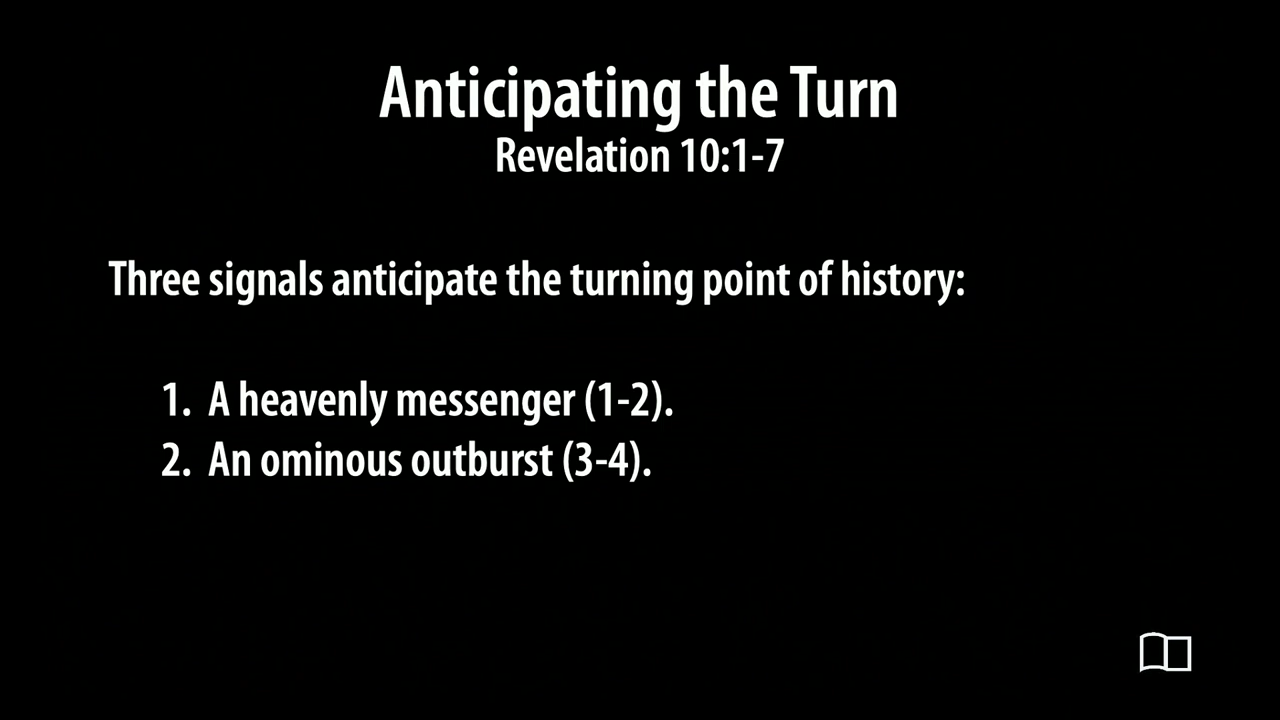 Anticipating the Turn
Revelation 10:1-7
Three signals anticipate the turning point of history:
1. A heavenly messenger (1-2).
2. An ominous outburst (3-4).